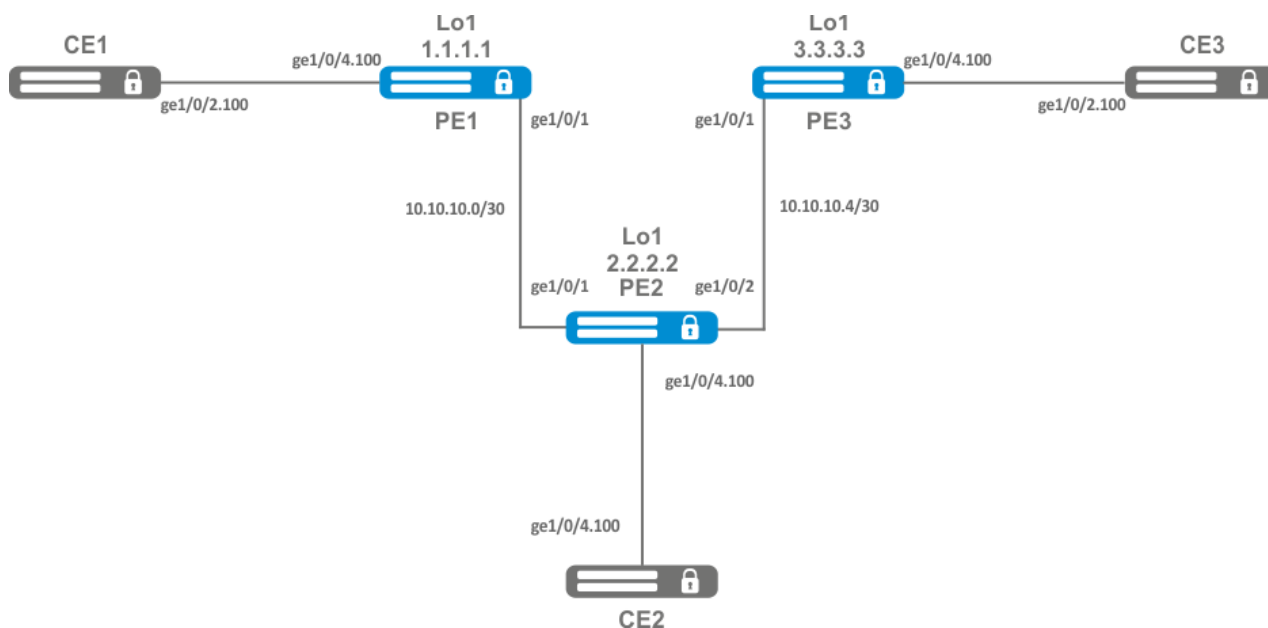 Lo1
1.1.1.1
Lo1
3.3.3.3
CE1
CE3
ge1/0/4.100
ge1/0/4.100
ge1/0/2.100
ge1/0/2.100
PE1
PE3
ge1/0/1
ge1/0/1
10.10.10.0/30
10.10.10.4/30
Lo1
2.2.2.2
PE2
ge1/0/1
ge1/0/2
ge1/0/4.100
ge1/0/4.100
CE2